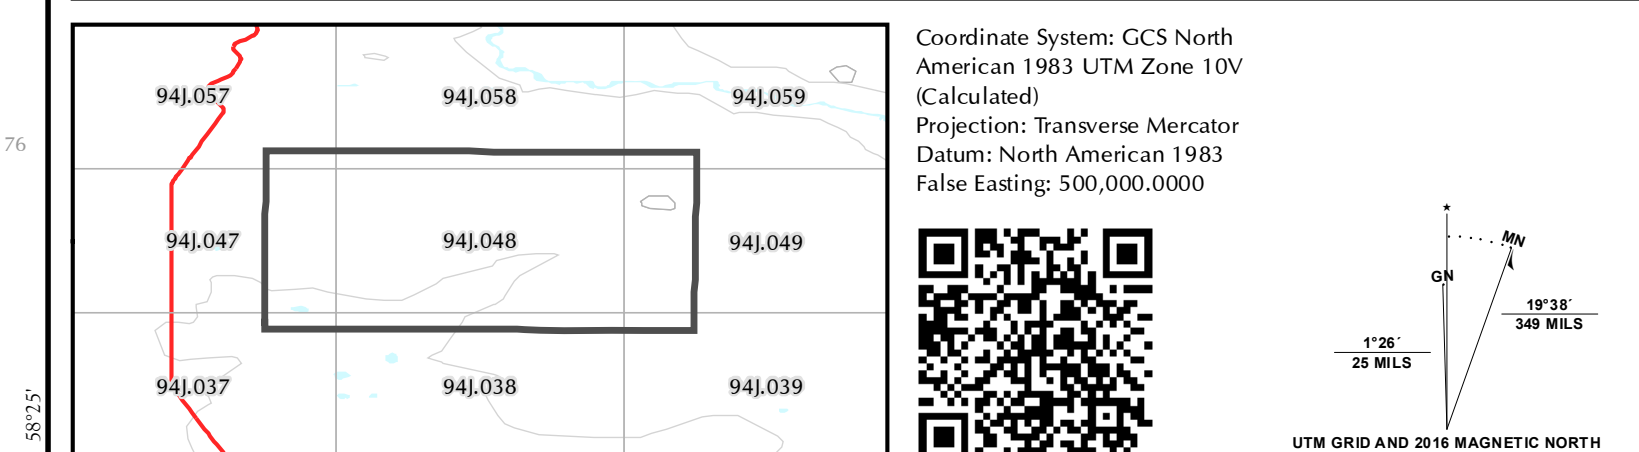 76
58°25'
94J.057
94J.058
94J.059
94J.047
94J.048
94J.049
94J.037
94J.038
94J.039
Coordinate System: GCS North
American 1983 UTM Zone 10V
(Calculated)
Projection: Transverse Mercator
Datum: North American 1983
False Easting: 500,000.0000
★
MN
GN
19°38´
349 MILS
1°26´
25 MILS
UTM GRID AND 2016 MAGNETIC NORTH